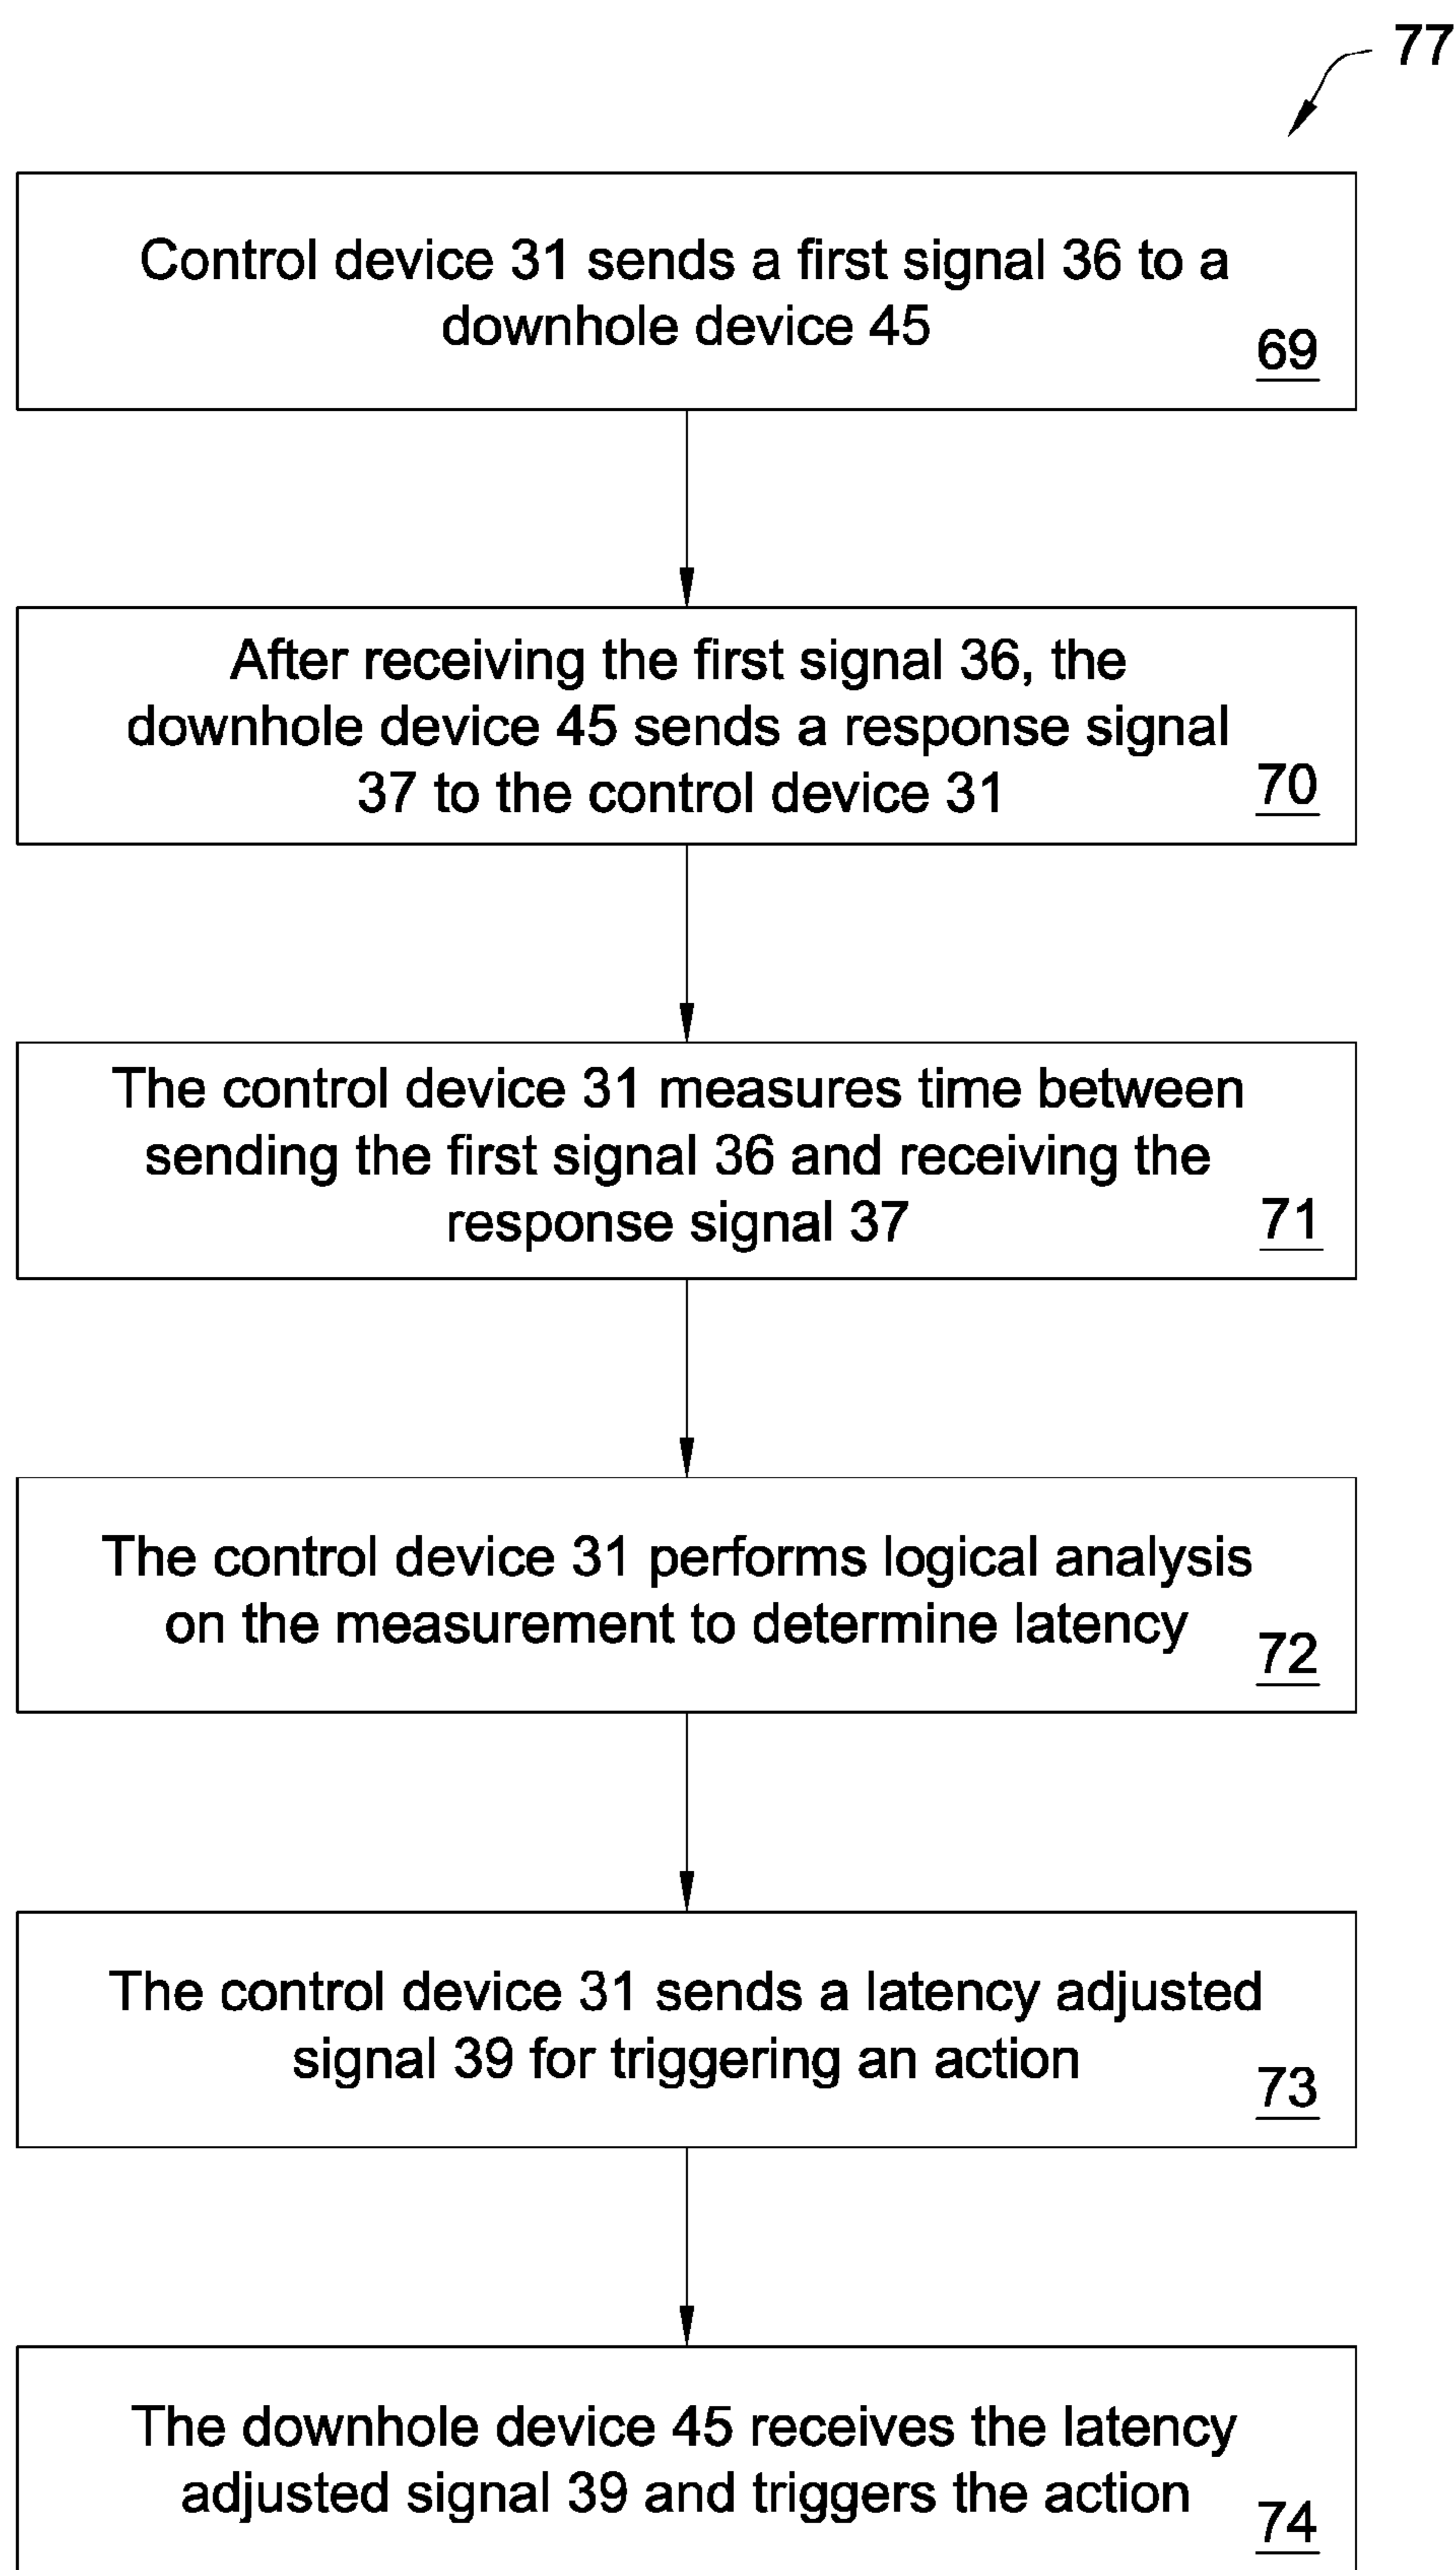 77
Control device 31 sends a first signal 36 to a
downhole device 45
69
After receiving the first signal 36, the
downhole device 45 sends a response signal
37 to the control device 31
70
The control device 31 measures time between
sending the first signal 36 and receiving the
response signal 37
71
The control device 31 performs logical analysis
on the measurement to determine latency
72
The control device 31 sends a latency adjusted
signal 39 for triggering an action
73
The downhole device 45 receives the latency
adjusted signal 39 and triggers the action
74